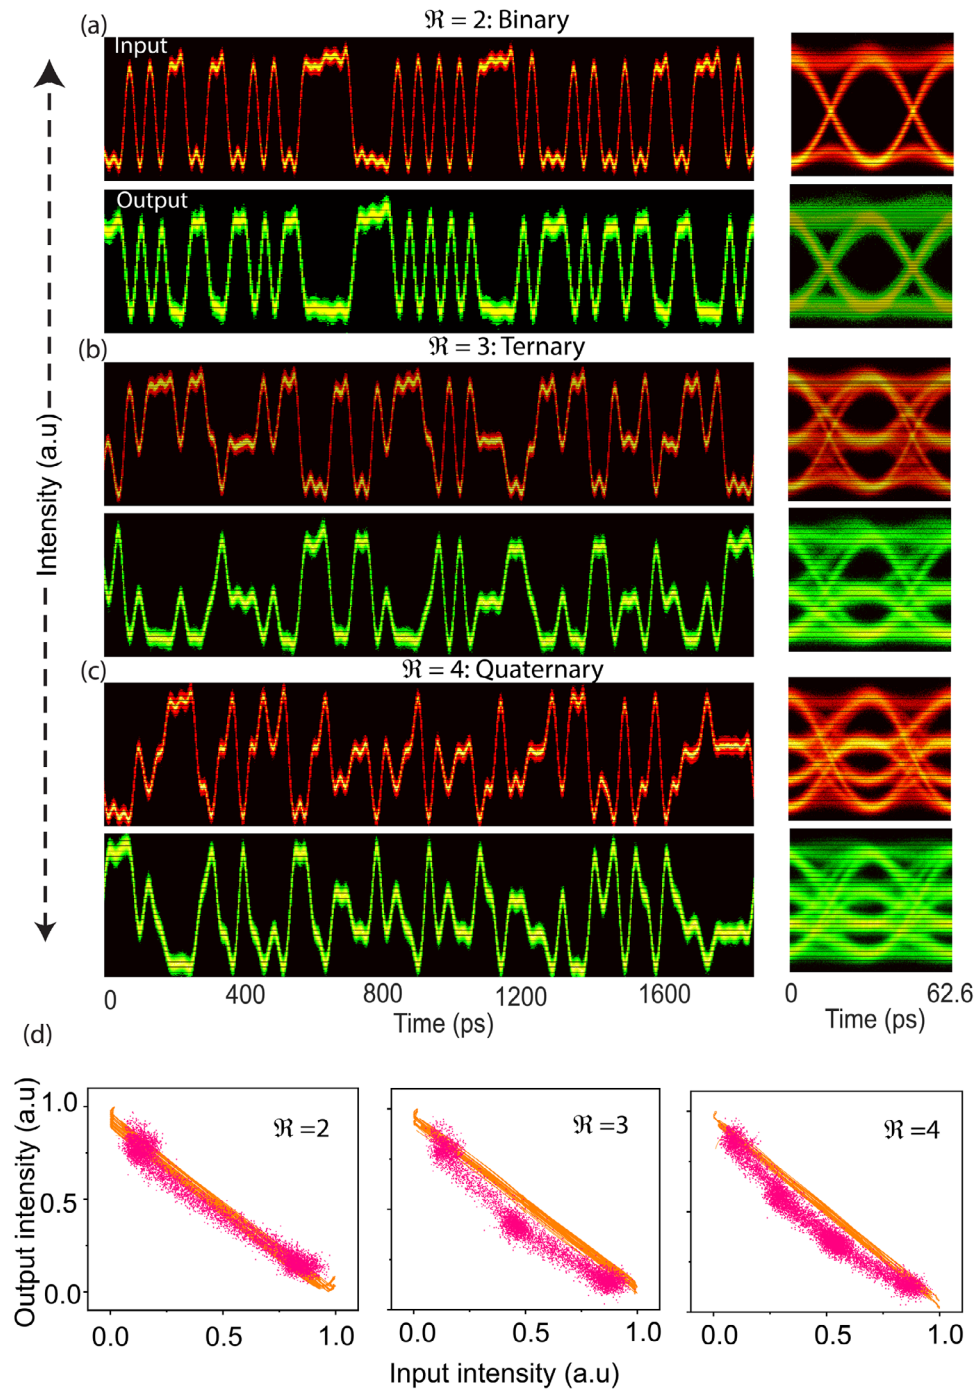 (a)
ℜ = 2: Binary
Input
Output
(b)
ℜ = 3: Ternary
Intensity (a.u)
(c)
ℜ = 4: Quaternary
0
400
800
1200
1600
Time (ps)
0
62.6
Time (ps)
(d)
Output intensity (a.u)
1.0
0.5
0.0
ℜ =2
ℜ =3
ℜ =4
0.0
0.5
1.0
0.0
0.5
1.0
0.0
0.5
1.0
Input intensity (a.u)